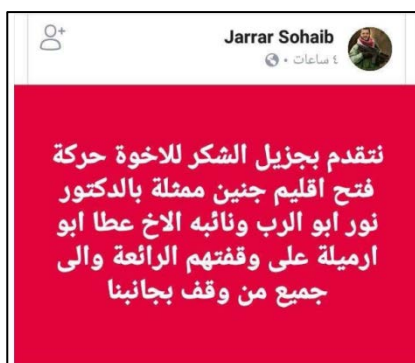 Jarrar Sohaib
٤ ساعات
نتقدم بجزيل الشكر للاخوة حركة
فتح اقليم جنين ممثلة بالدكتور
نور ابو الرب ونائبه الاخ عطا ابو
ارميلة على وقفتهم الرائعة والى
جميع من وقف بجانبنا